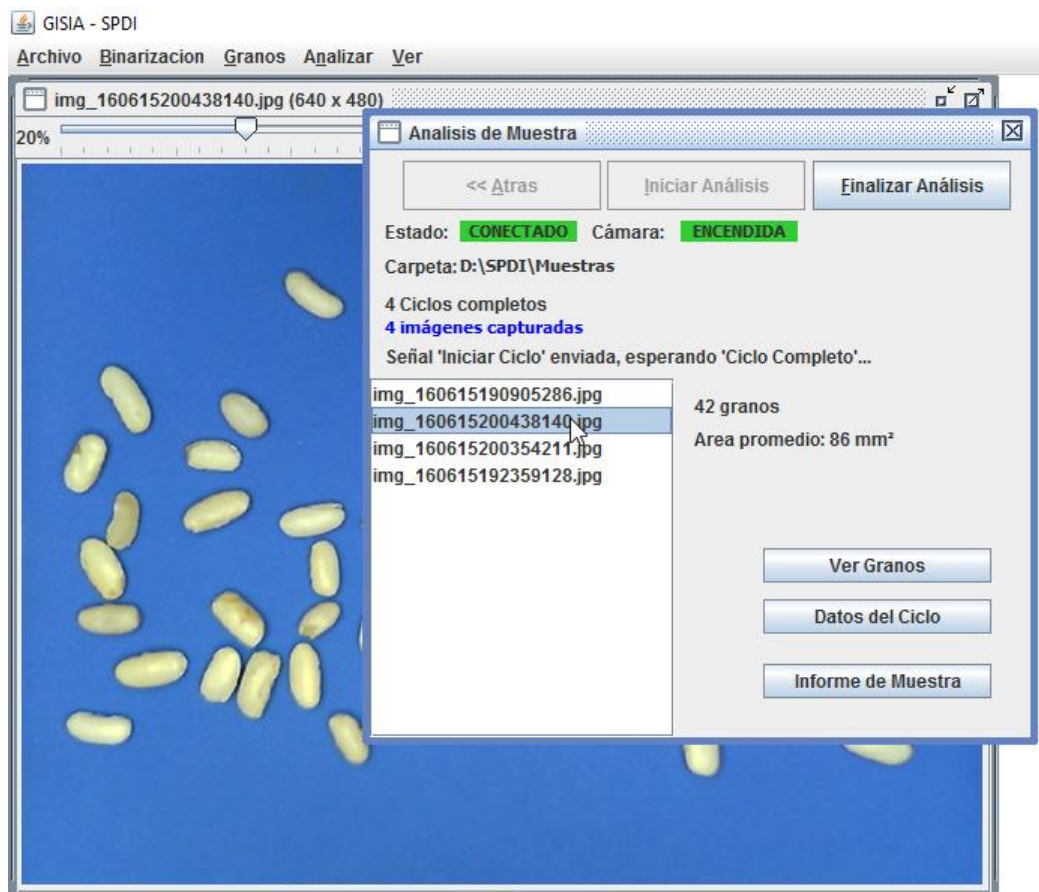 GISIA - SPDI
Archivo Binarizacion Granos Analizar Ver
img_160615200438140.jpg (640 x 480)
20%
Analisis de Muestra
<< Atras Iniciar Análisis Finalizar Análisis
Estado: CONECTADO Cámara: ENCENDIDA
Carpeta: D:\SPDI\Muestras
4 Ciclos completos
4 imágenes capturadas
Señal 'Iniciar Ciclo' enviada, esperando 'Ciclo Completo'...
img_160615190905286.jpg
img_160615200438140.jpg
img_160615200354211.jpg
img_160615192359128.jpg
42 granos
Area promedio: 86 mm²
Ver Granos
Datos del Ciclo
Informe de Muestra